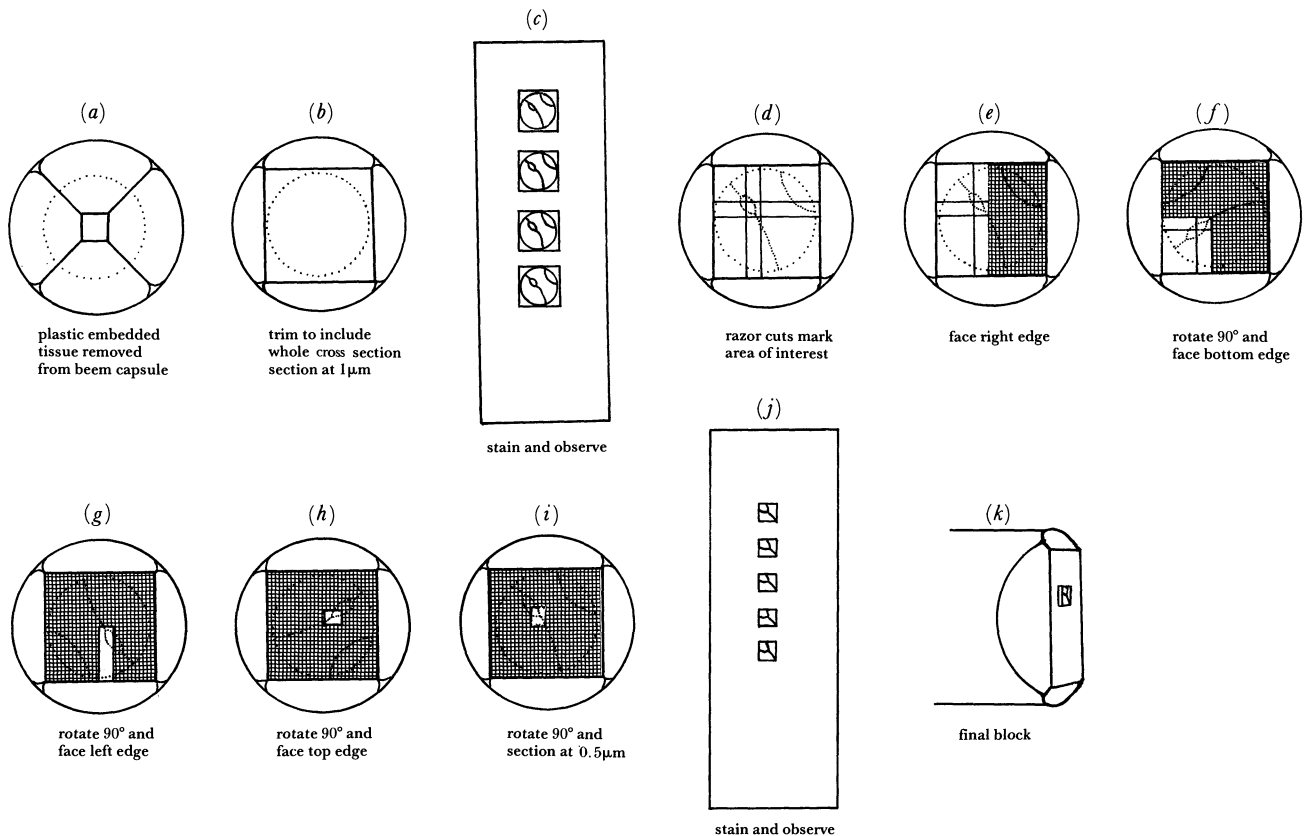 (a)
plastic embedded
tissue removed
from beem capsule
(b)
trim to include
whole cross section
section at 1µm
(c)
stain and observe
(d)
razor cuts mark
area of interest
(e)
face right edge
(f)
rotate 90° and
face bottom edge
(g)
rotate 90° and
face left edge
(h)
rotate 90° and
face top edge
(i)
rotate 90° and
section at 0.5µm
(j)
stain and observe
(k)
final block